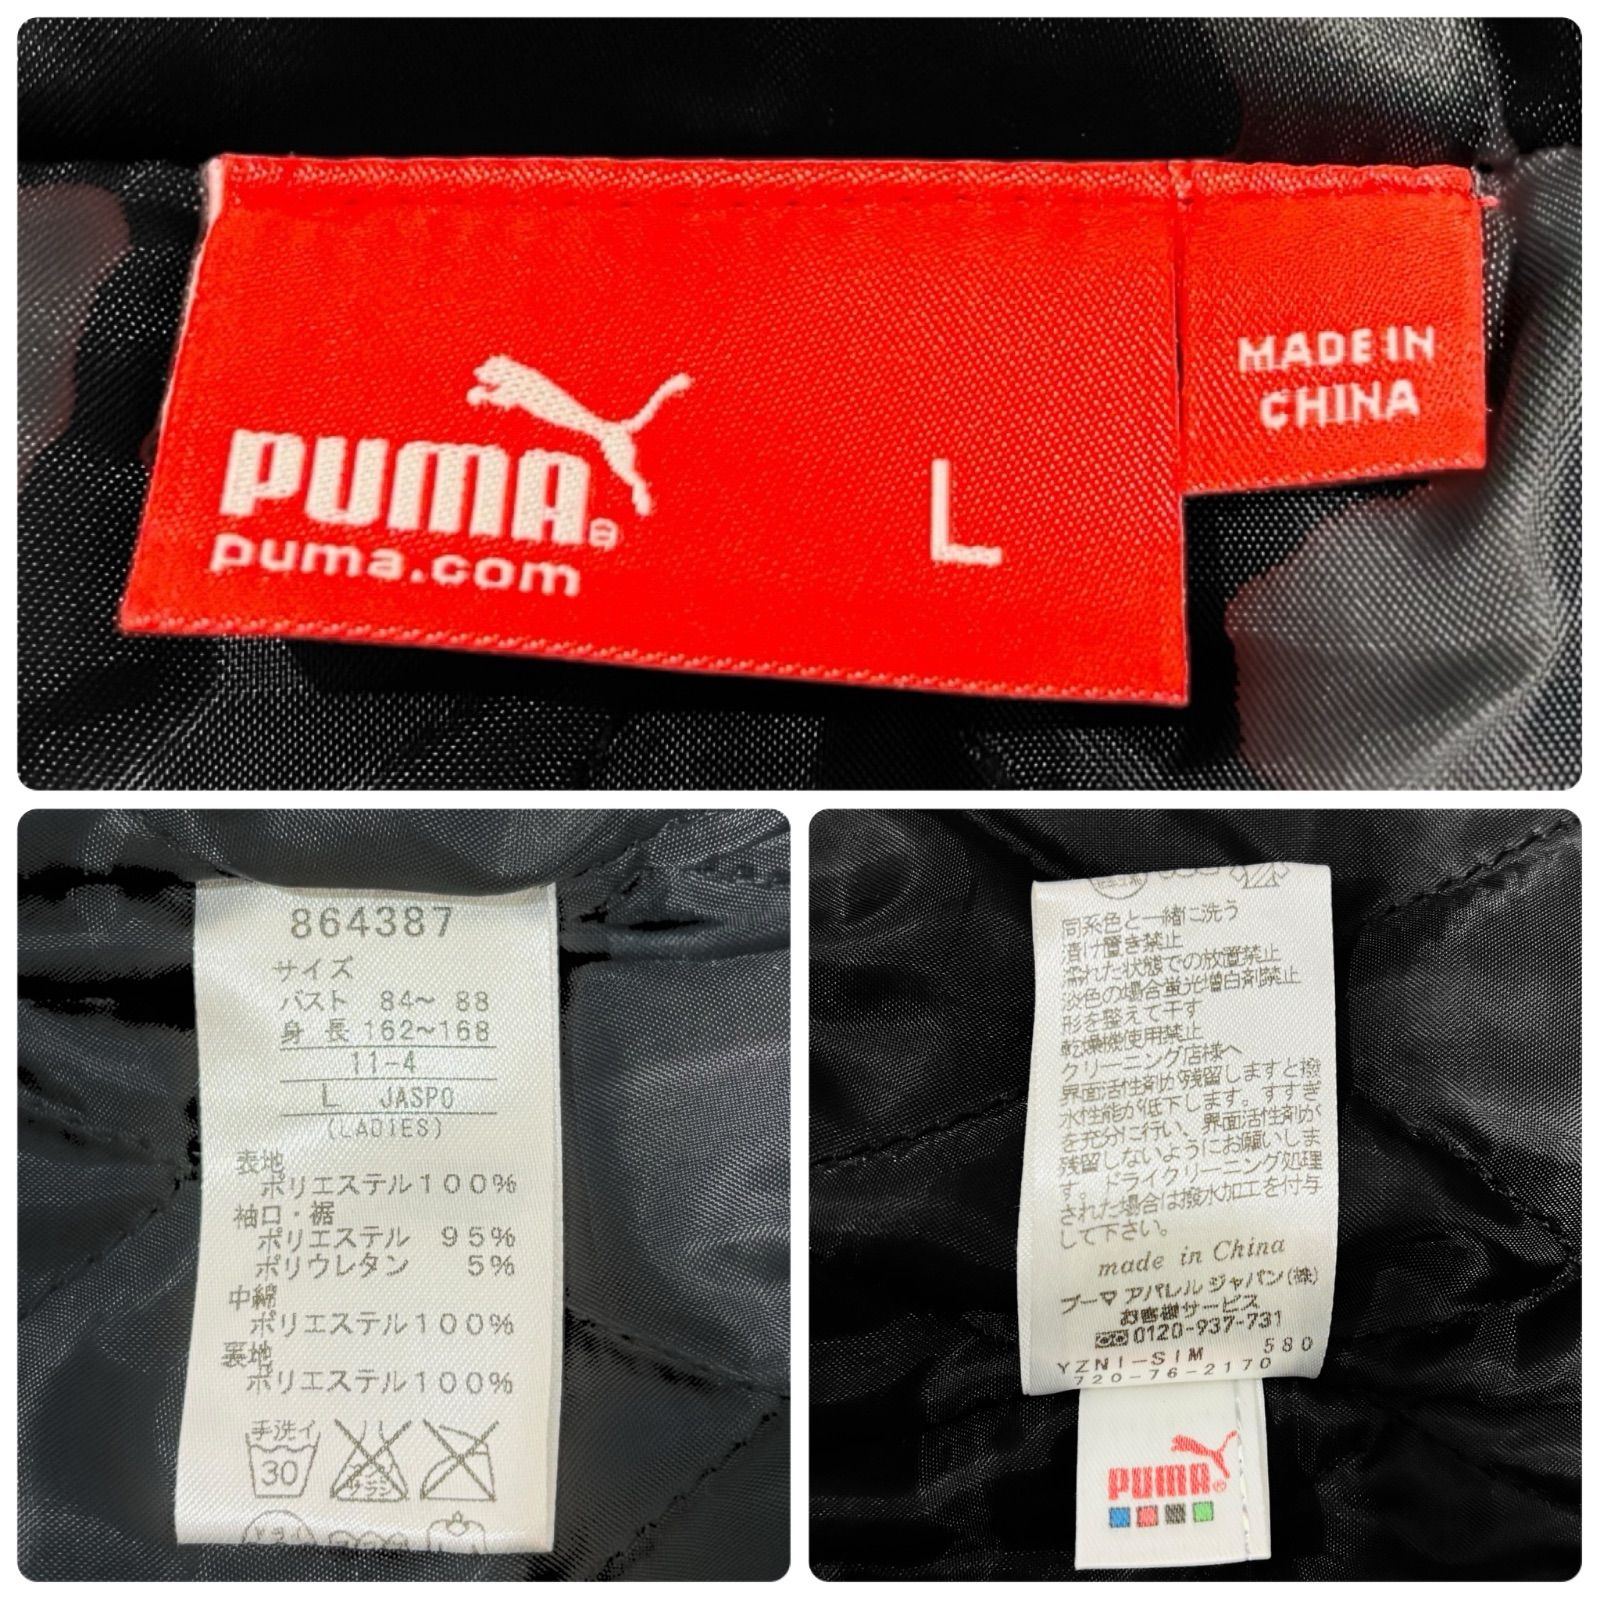 PUMA®
puma.com
L
MADE IN
CHINA
864387
サイズ
バスト 84～ 88
身 長 162～168
11-4
L JASPO
(LADIES)
表地
ポリエステル100%
袖口・裾
ポリエステル 95%
ポリウレタン 5%
中綿
ポリエステル100%
裏地
ポリエステル100%
手洗イ
30
サラシ
ドライ
同系色と一緒に洗う
漬け置き禁止
濡れた状態での放置禁止
淡色の場合蛍光増白剤禁止
形を整えて干す
乾燥機使用禁止
クリーニング店様へ
界面活性剤が残留しますと撥
水性能が低下します。すすぎ
を充分に行い、界面活性剤が
残留しないようにお願いしま
す。ドライクリーニング処理
された場合は撥水加工を付与
して下さい。
made in China
プーマ アパレル ジャパン(株)
お客様サービス
0120-937-731
YZNI-SIM 580
720-76-2170
PUMA®